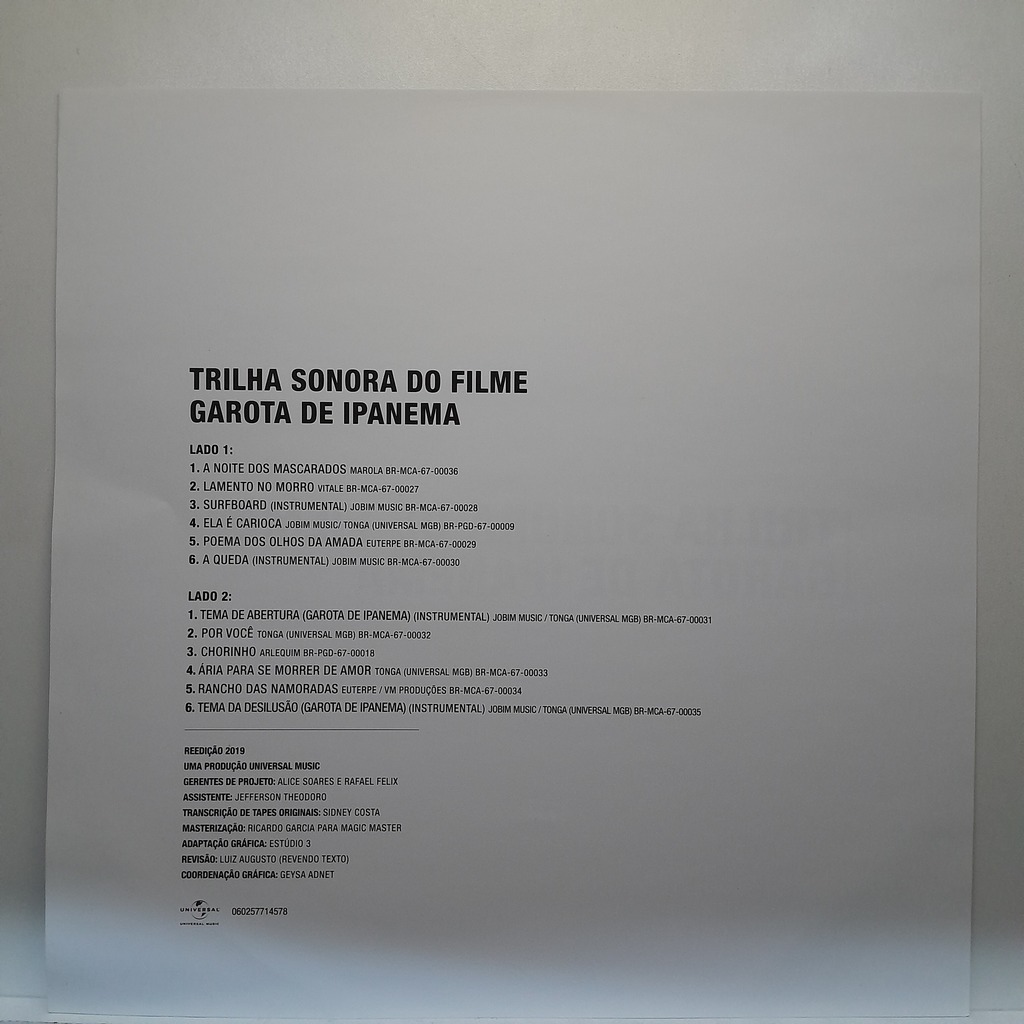 TRILHA SONORA DO FILME
GAROTA DE IPANEMA
LADO 1:
1. A NOITE DOS MASCARADOS MAROLA BR-MCA-67-00036
2. LAMENTO NO MORRO VITALE BR-MCA-67-00027
3. SURFBOARD (INSTRUMENTAL) JOBIM MUSIC BR-MCA-67-00028
4. ELA É CARIOCA JOBIM MUSIC/ TONGA (UNIVERSAL MGB) BR-PGD-67-00009
5. POEMA DOS OLHOS DA AMADA EUTERPE BR-MCA-67-00029
6. A QUEDA (INSTRUMENTAL) JOBIM MUSIC BR-MCA-67-00030
LADO 2:
1. TEMA DE ABERTURA (GAROTA DE IPANEMA) (INSTRUMENTAL) JOBIM MUSIC / TONGA (UNIVERSAL MGB) BR-MCA-67-00031
2. POR VOCÊ TONGA (UNIVERSAL MGB) BR-MCA-67-00032
3. CHORINHO ARLEQUIM BR-PGD-67-00018
4. ÁRIA PARA SE MORRER DE AMOR TONGA (UNIVERSAL MGB) BR-MCA-67-00033
5. RANCHO DAS NAMORADAS EUTERPE / VM PRODUÇÕES BR-MCA-67-00034
6. TEMA DA DESILUSÃO (GAROTA DE IPANEMA) (INSTRUMENTAL) JOBIM MUSIC / TONGA (UNIVERSAL MGB) BR-MCA-67-00035
REEDIÇÃO 2019
UMA PRODUÇÃO UNIVERSAL MUSIC
GERENTES DE PROJETO: ALICE SOARES E RAFAEL FELIX
ASSISTENTE: JEFFERSON THEODORO
TRANSCRIÇÃO DE TAPES ORIGINAIS: SIDNEY COSTA
MASTERIZAÇÃO: RICARDO GARCIA PARA MAGIC MASTER
ADAPTAÇÃO GRÁFICA: ESTÚDIO 3
REVISÃO: LUIZ AUGUSTO (REVENDO TEXTO)
COORDENAÇÃO GRÁFICA: GEYSA ADNET
UNIVERSAL 060257714578
UNIVERSAL MUSIC